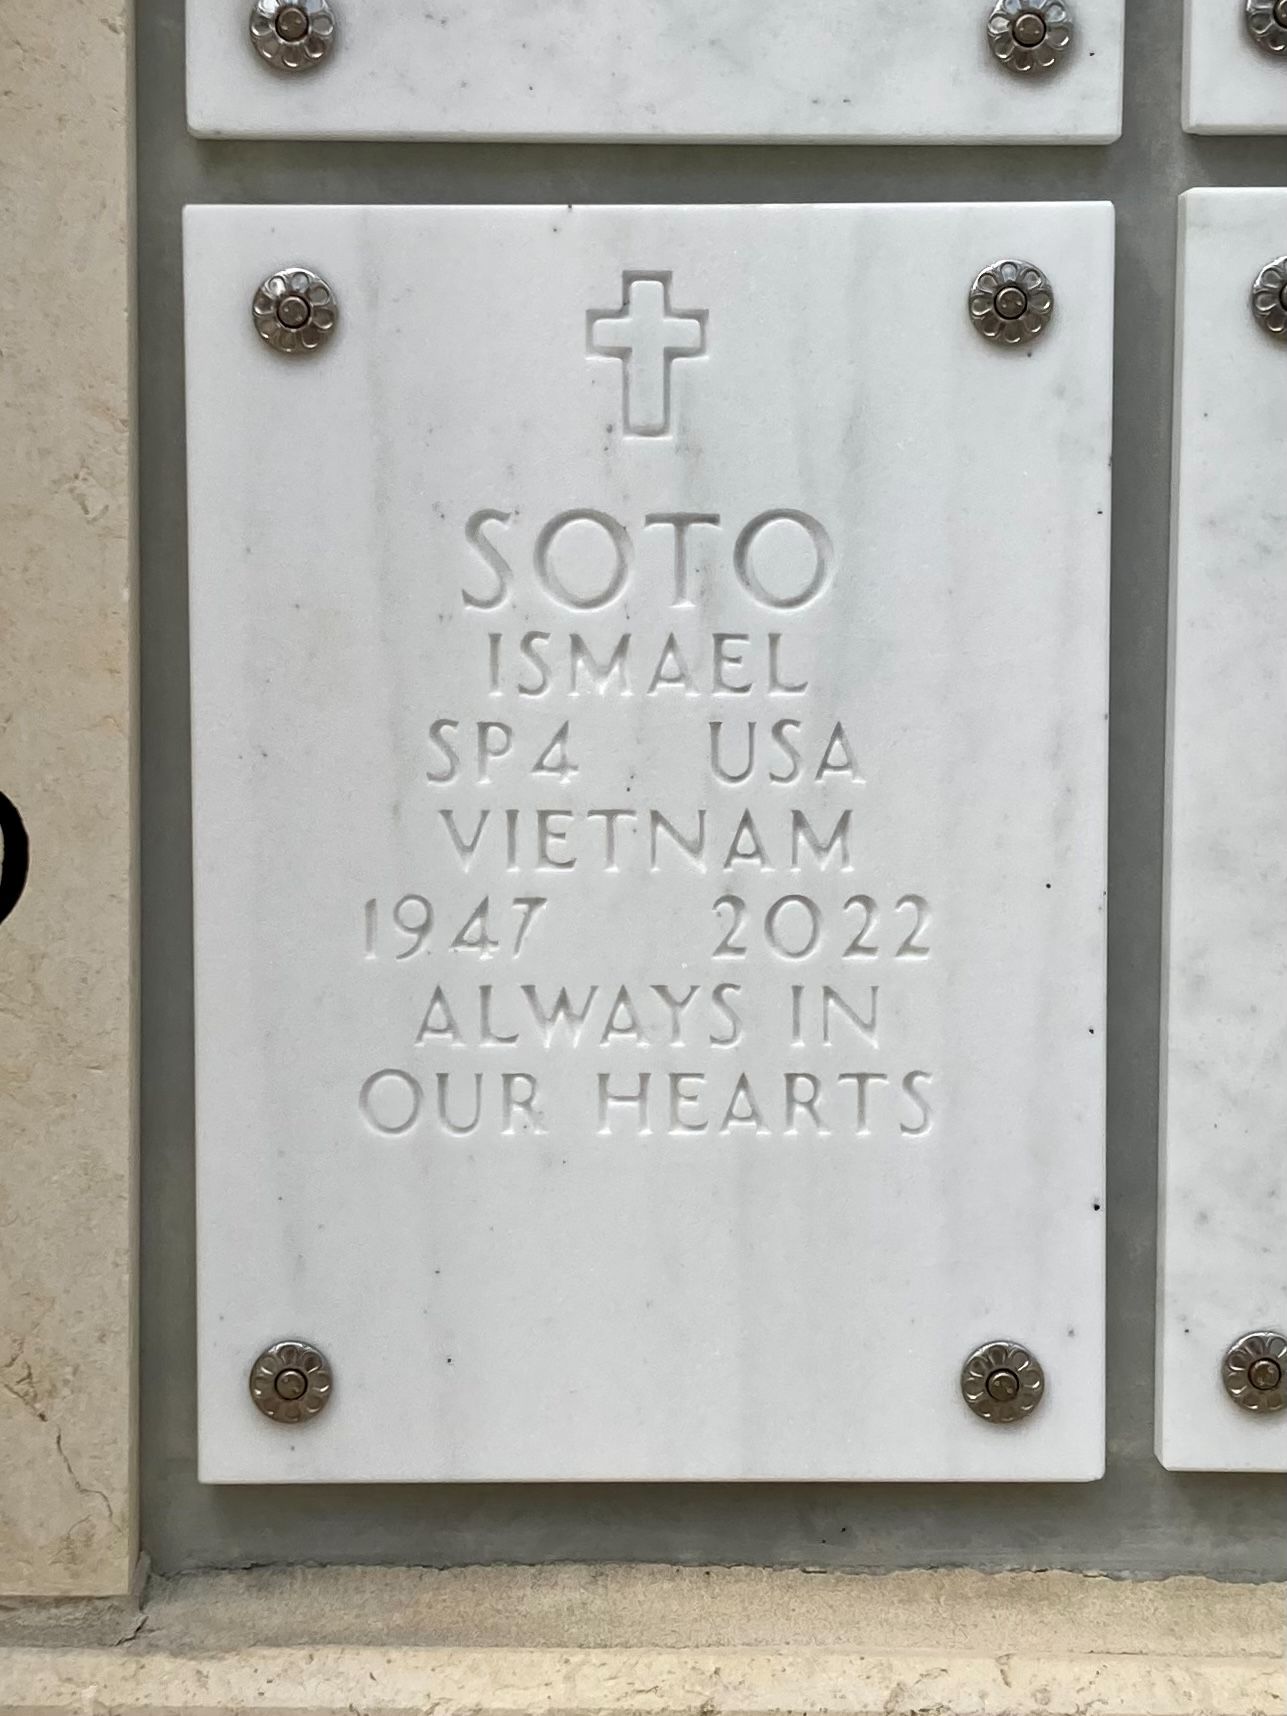 SOTO
ISMAEL
SP4 USA
VIETNAM
1947 2022
ALWAYS IN
OUR HEARTS